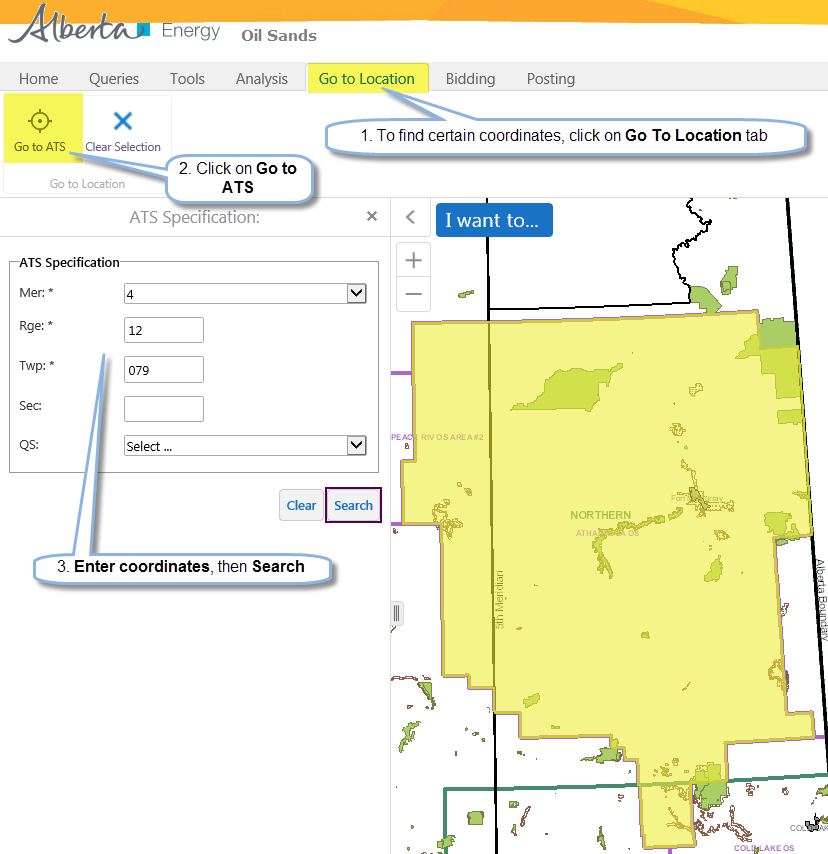 Alberta Energy Oil Sands
Home Queries Tools Analysis Go to Location Bidding Posting
Go to ATS Clear Selection
Go to Location
1. To find certain coordinates, click on Go To Location tab
2. Click on Go to
ATS
ATS Specification:
I want to...
ATS Specification
Mer: * 4
Rge: * 12
Twp: * 079
Sec:
QS: Select ...
Clear Search
3. Enter coordinates, then Search
PEACE RIV OS AREA #2
NORTHERN
ATHABASCA OS
5th Meridian
Alberta Boundary
COLD LAKE OS